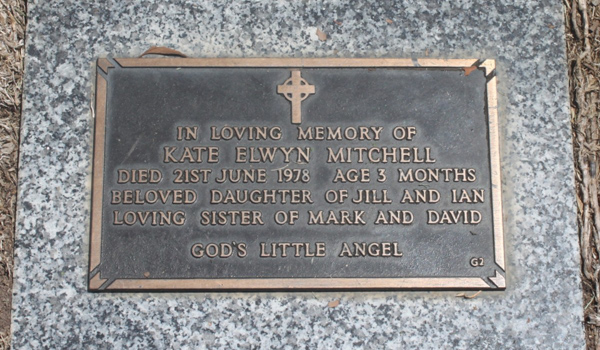 IN LOVING MEMORY OF
KATE ELWYN MITCHELL
DIED 21ST JUNE 1978 AGE 3 MONTHS
BELOVED DAUGHTER OF JILL AND IAN
LOVING SISTER OF MARK AND DAVID
GOD'S LITTLE ANGEL
G2